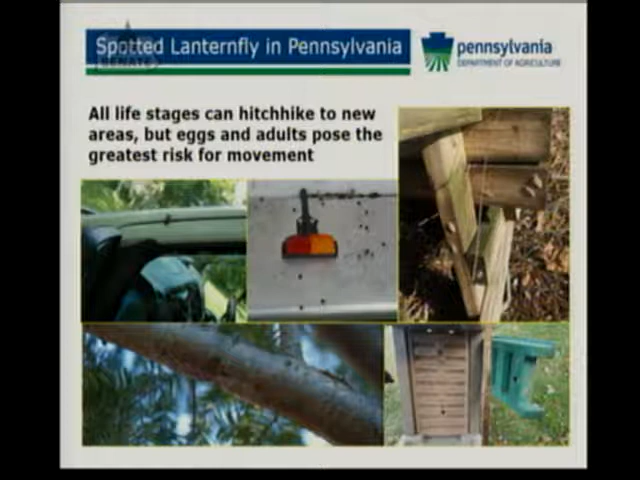 Spotted Lanternfly in Pennsylvania
SENATE
pennsylvania
DEPARTMENT OF AGRICULTURE
All life stages can hitchhike to new
areas, but eggs and adults pose the
greatest risk for movement